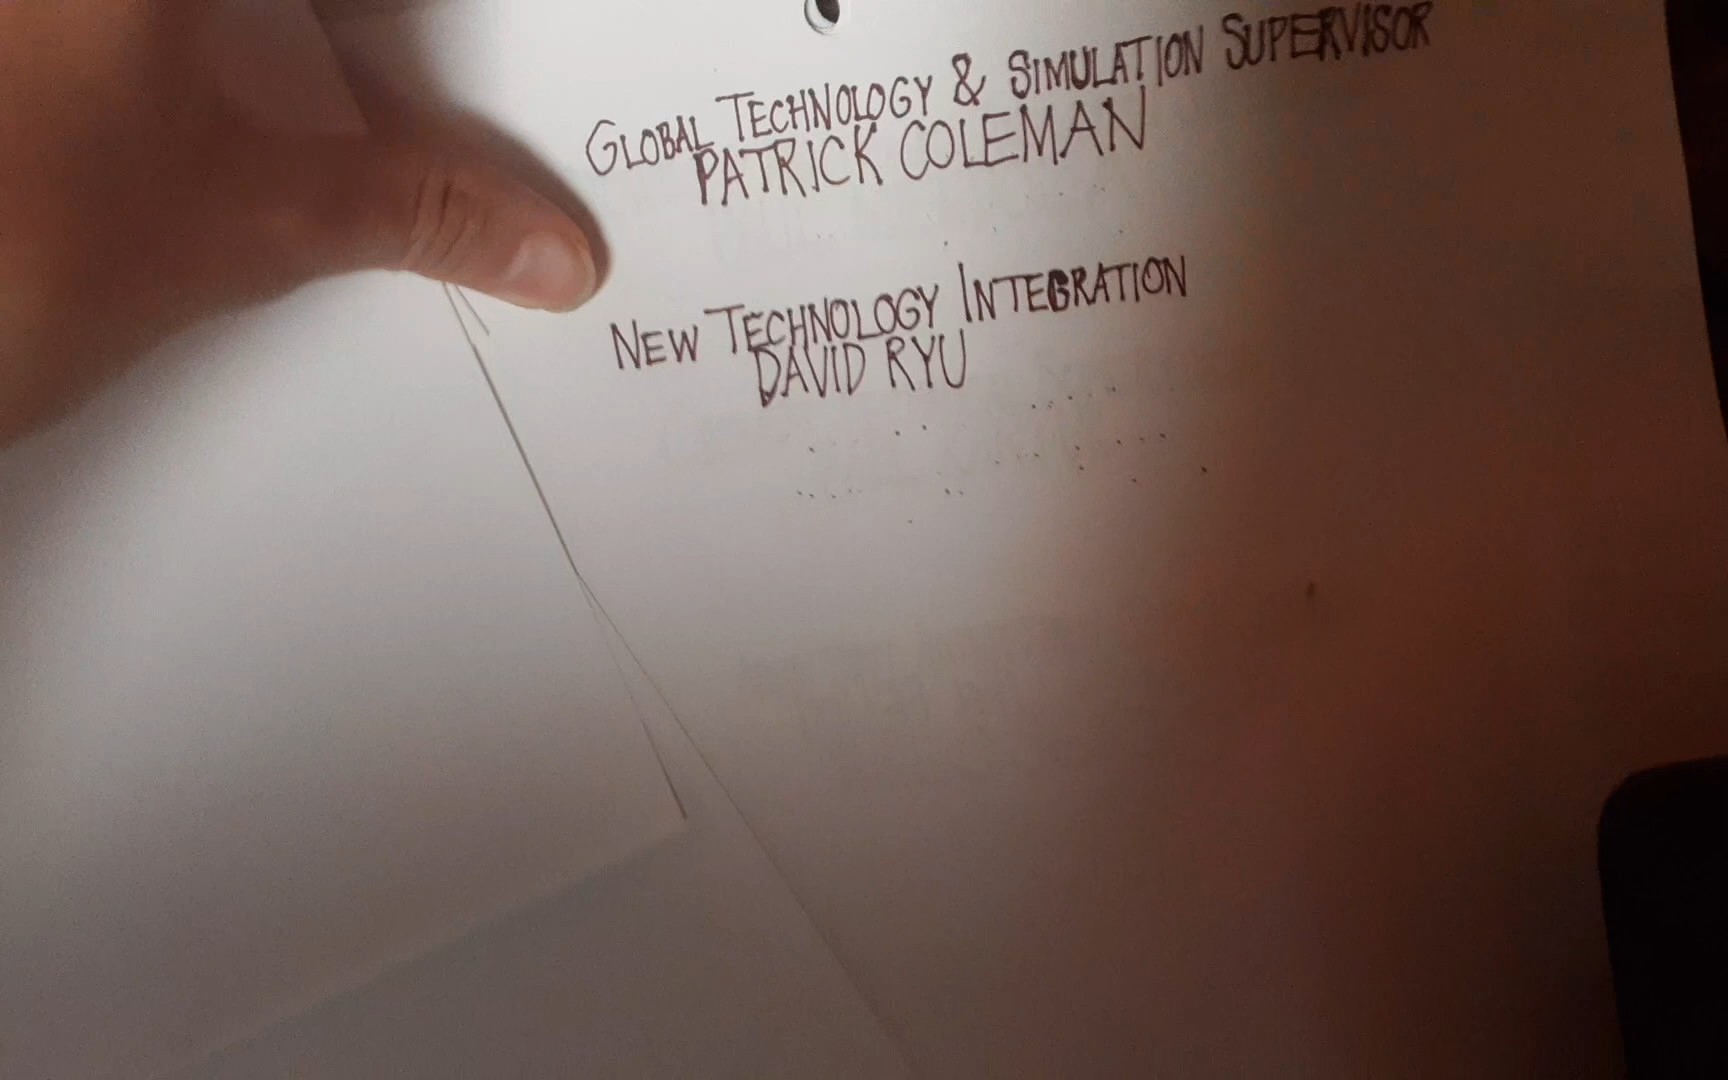 GLOBAL TECHNOLOGY & SIMULATION SUPERVISOR
PATRICK COLEMAN
NEW TECHNOLOGY INTEGRATION
DAVID RYU